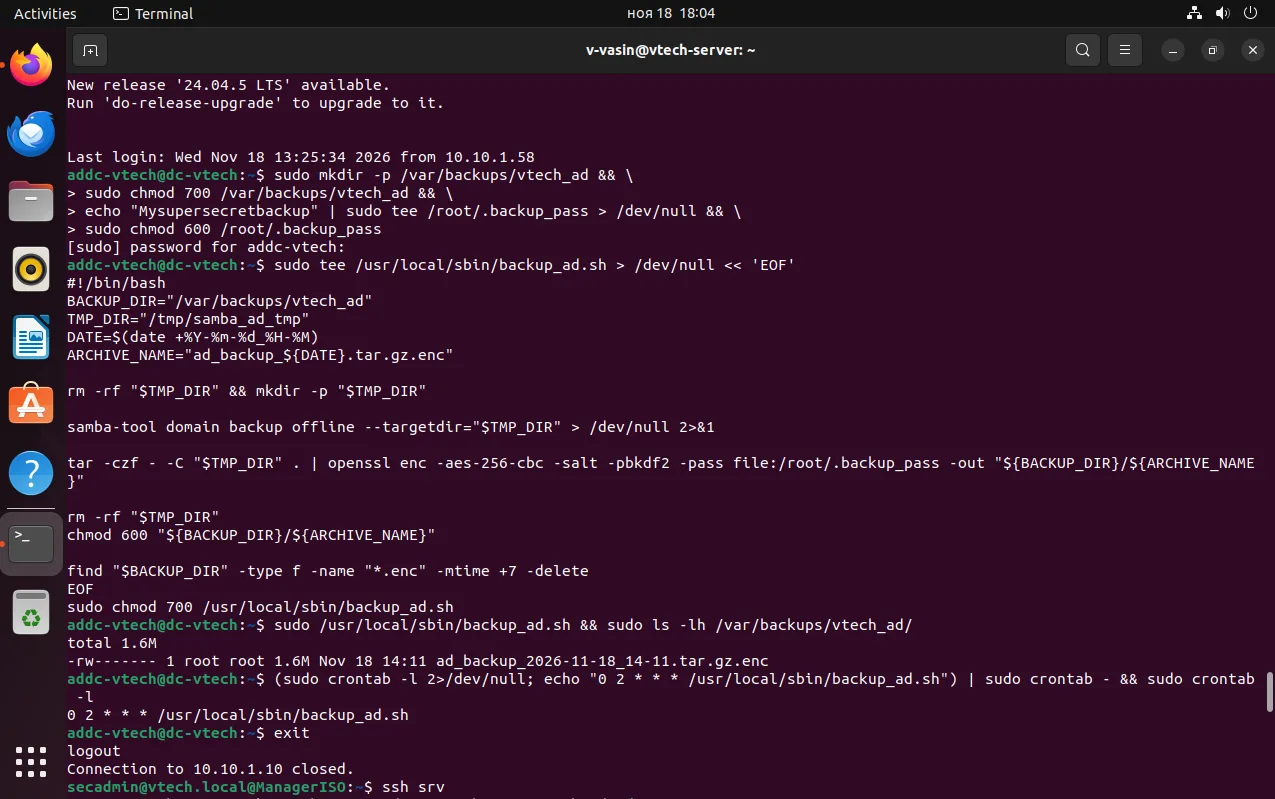 Activities
Terminal
ноя 18 18:04
v-vasin@vtech-server: ~
New release '24.04.5 LTS' available.
Run 'do-release-upgrade' to upgrade to it.
Last login: Wed Nov 18 13:25:34 2026 from 10.10.1.58
addc-vtech@dc-vtech:~$ sudo mkdir -p /var/backups/vtech_ad && \
> sudo chmod 700 /var/backups/vtech_ad && \
> echo "Mysupersecretbackup" | sudo tee /root/.backup_pass > /dev/null && \
> sudo chmod 600 /root/.backup_pass
[sudo] password for addc-vtech:
addc-vtech@dc-vtech:~$ sudo tee /usr/local/sbin/backup_ad.sh > /dev/null << 'EOF'
#!/bin/bash
BACKUP_DIR="/var/backups/vtech_ad"
TMP_DIR="/tmp/samba_ad_tmp"
DATE=$(date +%Y-%m-%d_%H-%M)
ARCHIVE_NAME="ad_backup_${DATE}.tar.gz.enc"
rm -rf "$TMP_DIR" && mkdir -p "$TMP_DIR"
samba-tool domain backup offline --targetdir="$TMP_DIR" > /dev/null 2>&1
tar -czf - -C "$TMP_DIR" . | openssl enc -aes-256-cbc -salt -pbkdf2 -pass file:/root/.backup_pass -out "${BACKUP_DIR}/${ARCHIVE_NAME
}"
rm -rf "$TMP_DIR"
chmod 600 "${BACKUP_DIR}/${ARCHIVE_NAME}"
find "$BACKUP_DIR" -type f -name "*.enc" -mtime +7 -delete
EOF
sudo chmod 700 /usr/local/sbin/backup_ad.sh
addc-vtech@dc-vtech:~$ sudo /usr/local/sbin/backup_ad.sh && sudo ls -lh /var/backups/vtech_ad/
total 1.6M
-rw------- 1 root root 1.6M Nov 18 14:11 ad_backup_2026-11-18_14-11.tar.gz.enc
addc-vtech@dc-vtech:~$ (sudo crontab -l 2>/dev/null; echo "0 2 * * * /usr/local/sbin/backup_ad.sh") | sudo crontab - && sudo crontab
-l
0 2 * * * /usr/local/sbin/backup_ad.sh
addc-vtech@dc-vtech:~$ exit
logout
Connection to 10.10.1.10 closed.
secadmin@vtech.local@ManagerISO:~$ ssh srv